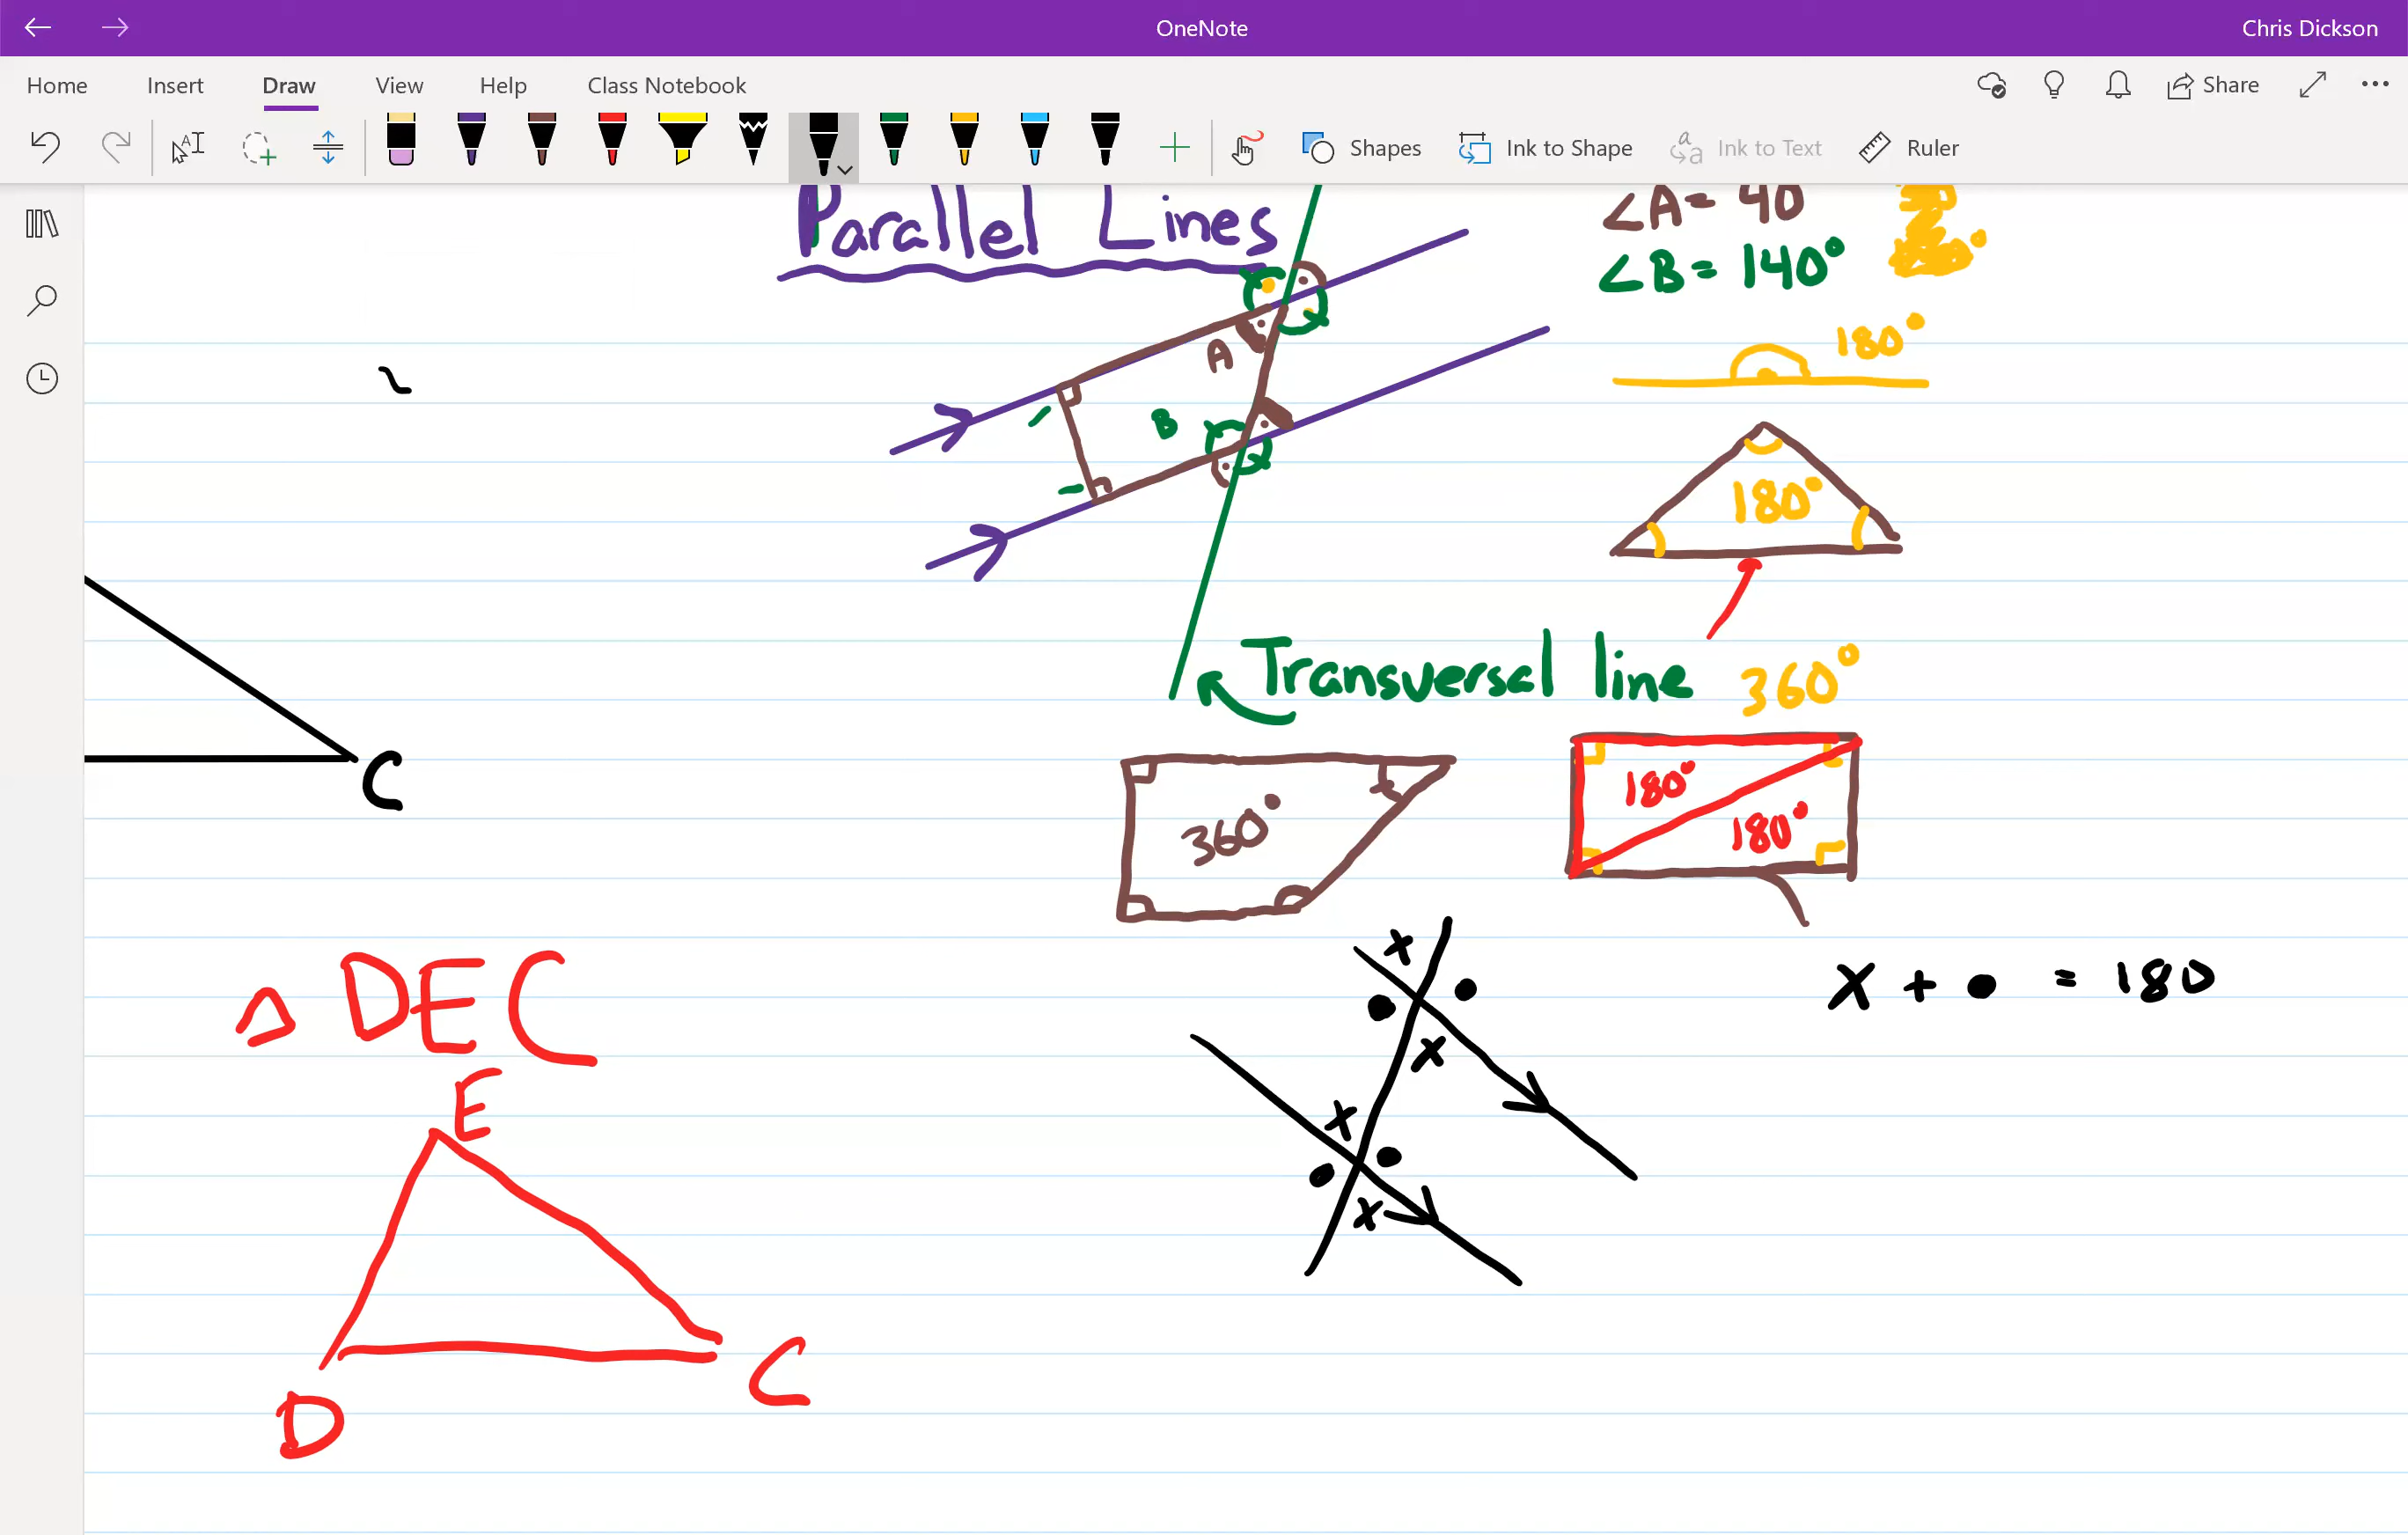 OneNote
Chris Dickson
Home Insert Draw View Help Class Notebook Share
Shapes Ink to Shape Ink to Text Ruler
Parallel Lines
∠A= 40
∠B= 140°
A
B
180°
180°
Transversal line
360°
C
360°
180°
180°
△ DEC
E
D
C
x
x
x
x
X + • = 180